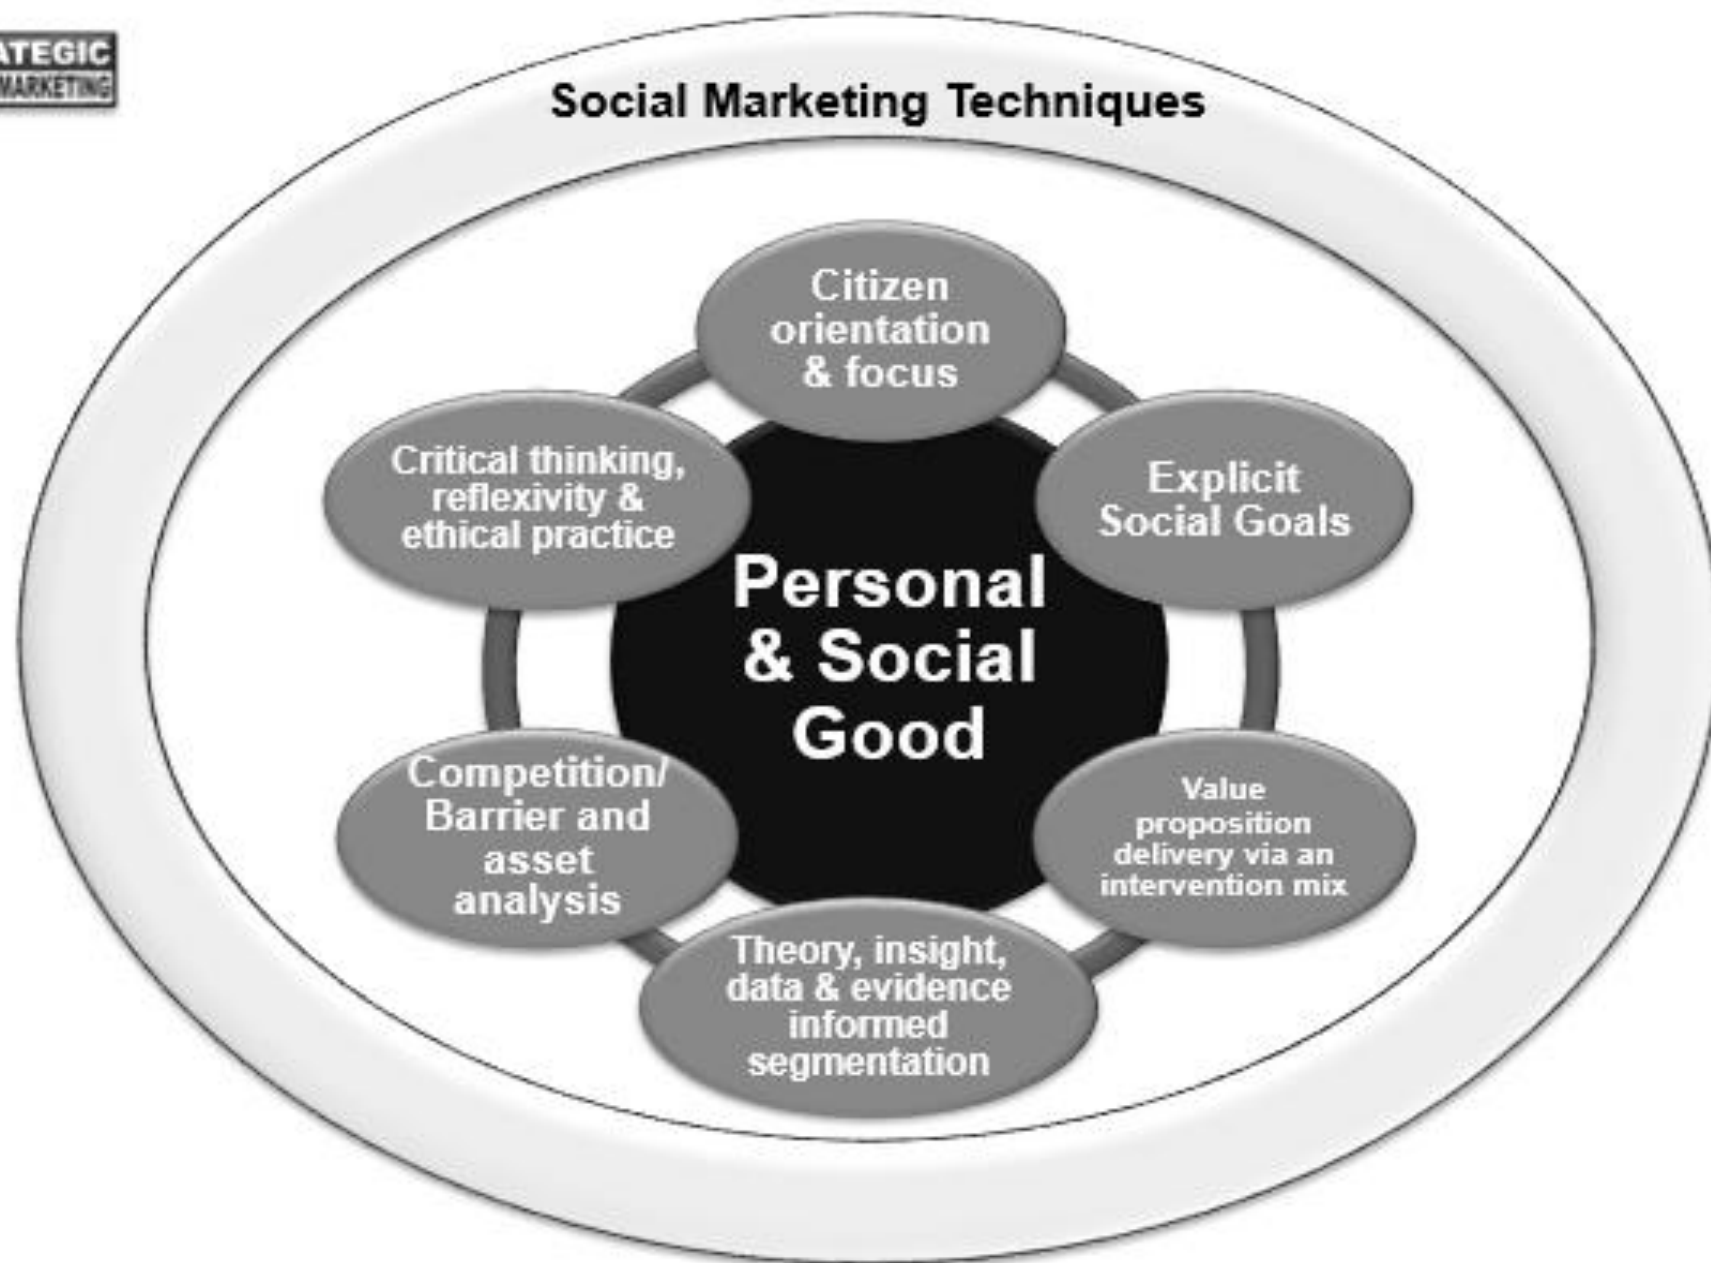 ATEGIC
MARKETING
Social Marketing Techniques
Citizen
orientation
& focus
Explicit
Social Goals
Value
proposition
delivery via an
intervention mix
Theory, insight,
data & evidence
informed
segmentation
Competition/
Barrier and
asset
analysis
Critical thinking,
reflexivity &
ethical practice
Personal
& Social
Good